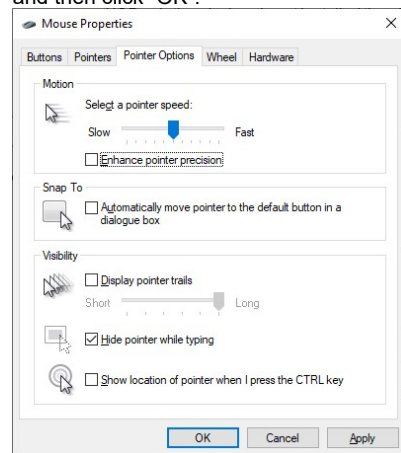 and then click "OK".
Mouse Properties
Buttons Pointers Pointer Options Wheel Hardware
Motion
Select a pointer speed:
Slow Fast
Enhance pointer precision
Snap To
Automatically move pointer to the default button in a
dialogue box
Visibility
Display pointer trails
Short Long
Hide pointer while typing
Show location of pointer when I press the CTRL key
OK Cancel Apply